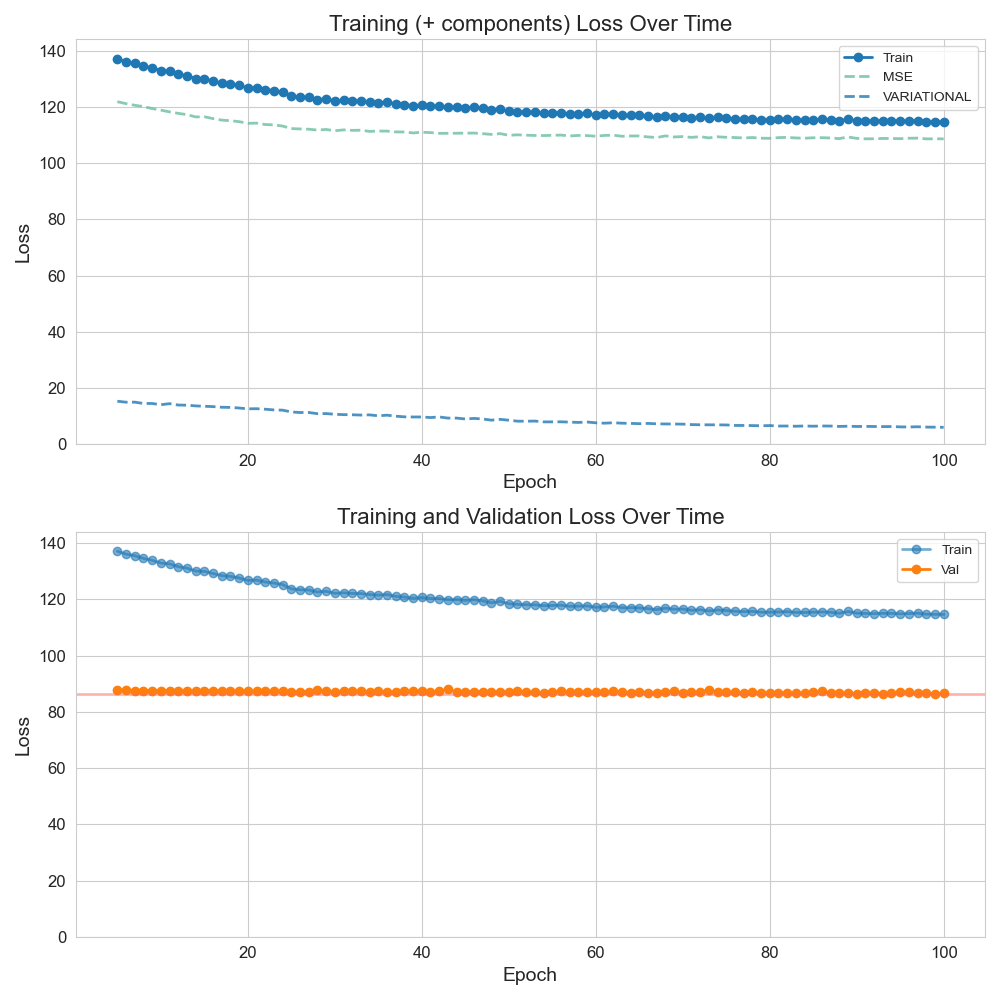 Training (+ components) Loss Over Time
140
120
100
80
60
40
20
0
Loss
Train
MSE
VARIATIONAL
20 40 60 80 100
Epoch
Training and Validation Loss Over Time
140
120
100
80
60
40
20
0
Loss
Train
Val
20 40 60 80 100
Epoch